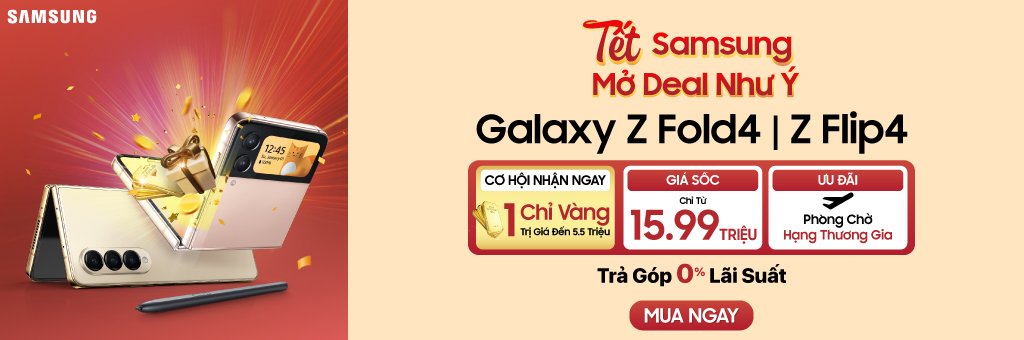 SAMSUNG
Tết Samsung
Mở Deal Như Ý
Galaxy Z Fold4 | Z Flip4
CƠ HỘI NHẬN NGAY
1 Chỉ Vàng
Trị Giá Đến 5.5 Triệu
GIÁ SỐC
Chỉ Từ
15.99 TRIỆU
ƯU ĐÃI
Phòng Chờ
Hạng Thương Gia
Trả Góp 0% Lãi Suất
MUA NGAY
12:45